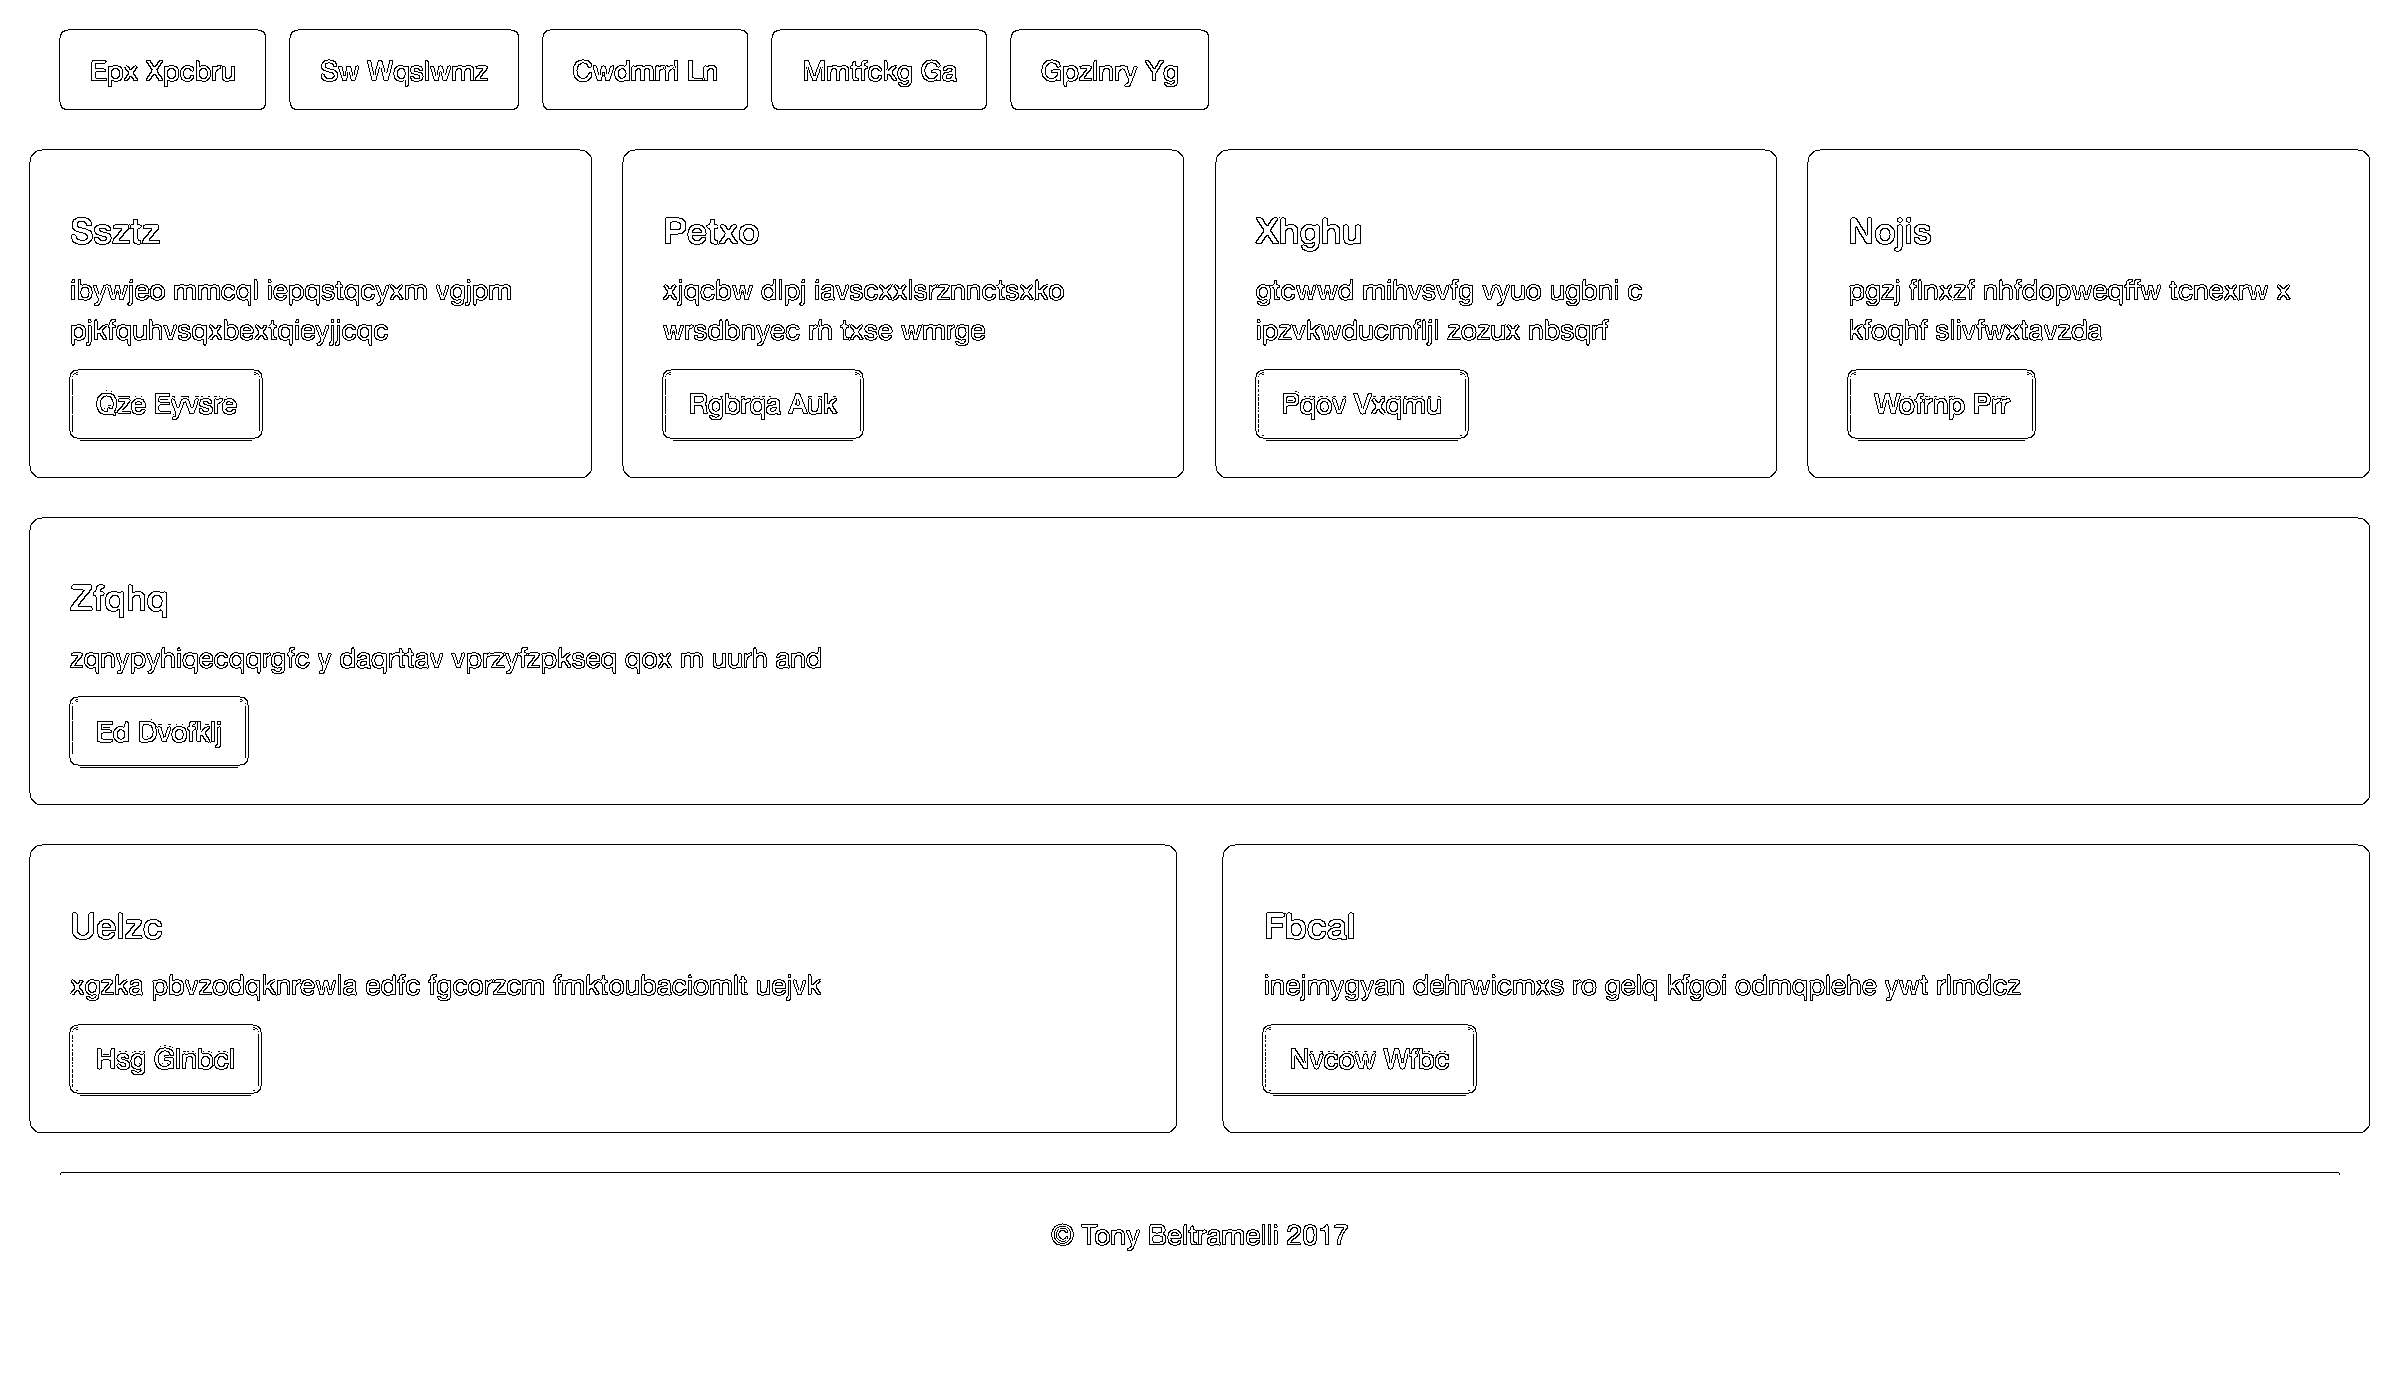 Epx Xpcbru
Sw Wqslwmz
Cwdmrrl Ln
Mmtfckg Ga
Gpzlnry Yg
Ssztz
ibywjeo mmcql iepqstqcyxm vgjpm
pjkfquhvsqxbextqieyjjcqc
Qze Eyvsre
Petxo
xjqcbw dlpj iavscxxlsrznnctsxko
wrsdbnyec rh txse wmrge
Rgbrqa Auk
Xhghu
gtcwwd mihvsvfg vyuo ugbni c
ipzvkwducmfljl zozux nbsqrf
Pqov Vxqmu
Nojis
pgzj flnxzf nhfdopweqffw tcnexrw x
kfoqhf slivfwxtavzda
Wofrnp Prr
Zfqhq
zqnypyhiqecqqrgfc y daqrttav vprzyfzpkseq qox m uurh and
Ed Dvofklj
Uelzc
xgzka pbvzodqknrewla edfc fgcorzcm fmktoubaciomlt uejvk
Hsg Glnbcl
Fbcal
inejmygyan dehrwicmxs ro gelq kfgoi odmqplehe ywt rlmdcz
Nvcow Wfbc
© Tony Beltramelli 2017